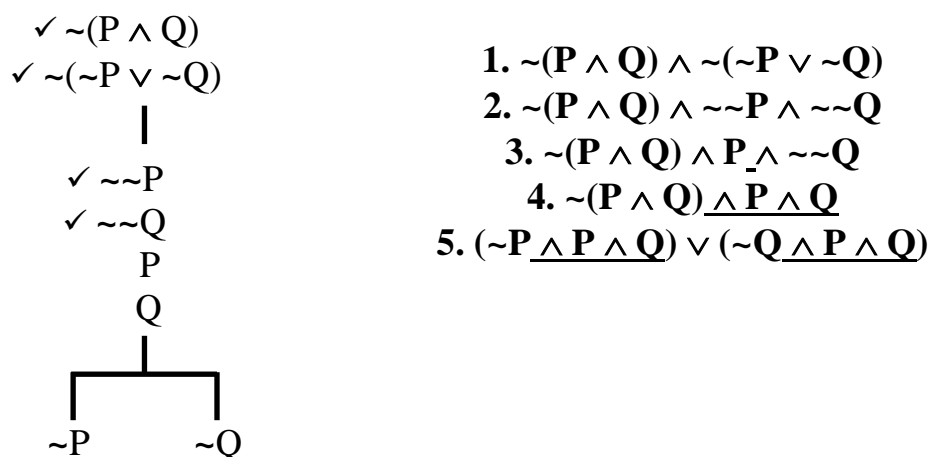 ✓ ~(P ∧ Q)
✓ ~(~P ∨ ~Q)
✓ ~~P
✓ ~~Q
P
Q
~P ~Q
1. ~(P ∧ Q) ∧ ~(~P ∨ ~Q)
2. ~(P ∧ Q) ∧ ~~P ∧ ~~Q
3. ~(P ∧ Q) ∧ P ∧ ~~Q
4. ~(P ∧ Q) ∧ P ∧ Q
5. (~P ∧ P ∧ Q) ∨ (~Q ∧ P ∧ Q)